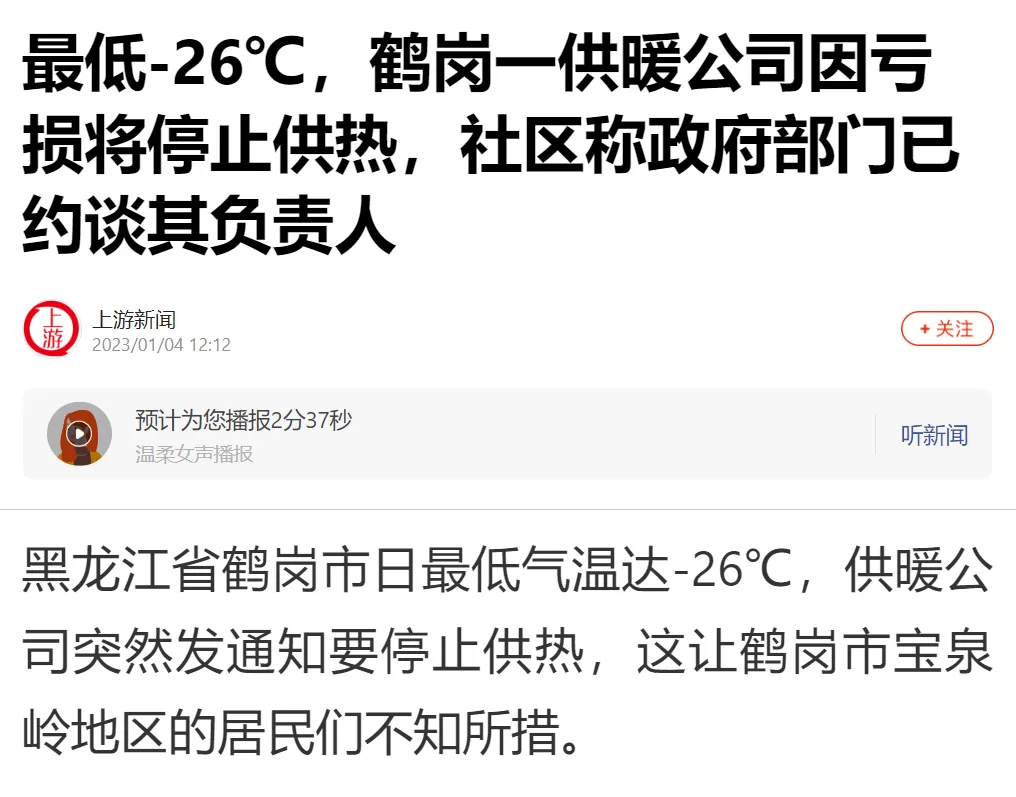 最低-26℃，鹤岗一供暖公司因亏
损将停止供热，社区称政府部门已
约谈其负责人
上游
上游新闻
2023/01/04 12:12
+ 关注
预计为您播报2分37秒
温柔女声播报
听新闻
黑龙江省鹤岗市日最低气温达-26℃，供暖公
司突然发通知要停止供热，这让鹤岗市宝泉
岭地区的居民们不知所措。